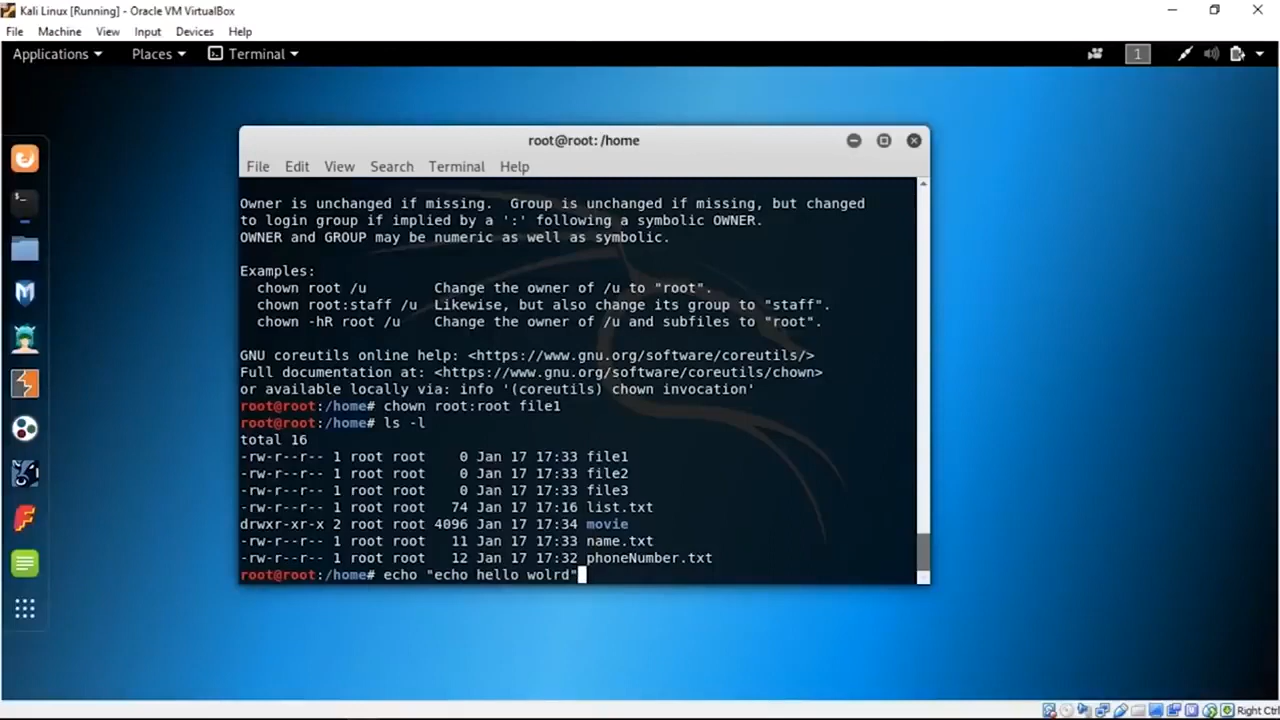 Kali Linux [Running] - Oracle VM VirtualBox
File Machine View Input Devices Help
Applications Places Terminal 1
root@root: /home
File Edit View Search Terminal Help
Owner is unchanged if missing.  Group is unchanged if missing, but changed
to login group if implied by a ':' following a symbolic OWNER.
OWNER and GROUP may be numeric as well as symbolic.
Examples:
  chown root /u        Change the owner of /u to "root".
  chown root:staff /u  Likewise, but also change its group to "staff".
  chown -hR root /u    Change the owner of /u and subfiles to "root".
GNU coreutils online help: <https://www.gnu.org/software/coreutils/>
Full documentation at: <https://www.gnu.org/software/coreutils/chown>
or available locally via: info '(coreutils) chown invocation'
root@root:/home# chown root:root file1
root@root:/home# ls -l
total 16
-rw-r--r-- 1 root root    0 Jan 17 17:33 file1
-rw-r--r-- 1 root root    0 Jan 17 17:33 file2
-rw-r--r-- 1 root root    0 Jan 17 17:33 file3
-rw-r--r-- 1 root root   74 Jan 17 17:16 list.txt
drwxr-xr-x 2 root root 4096 Jan 17 17:34 movie
-rw-r--r-- 1 root root   11 Jan 17 17:33 name.txt
-rw-r--r-- 1 root root   12 Jan 17 17:32 phoneNumber.txt
root@root:/home# echo "echo hello wolrd"
Right Ctrl